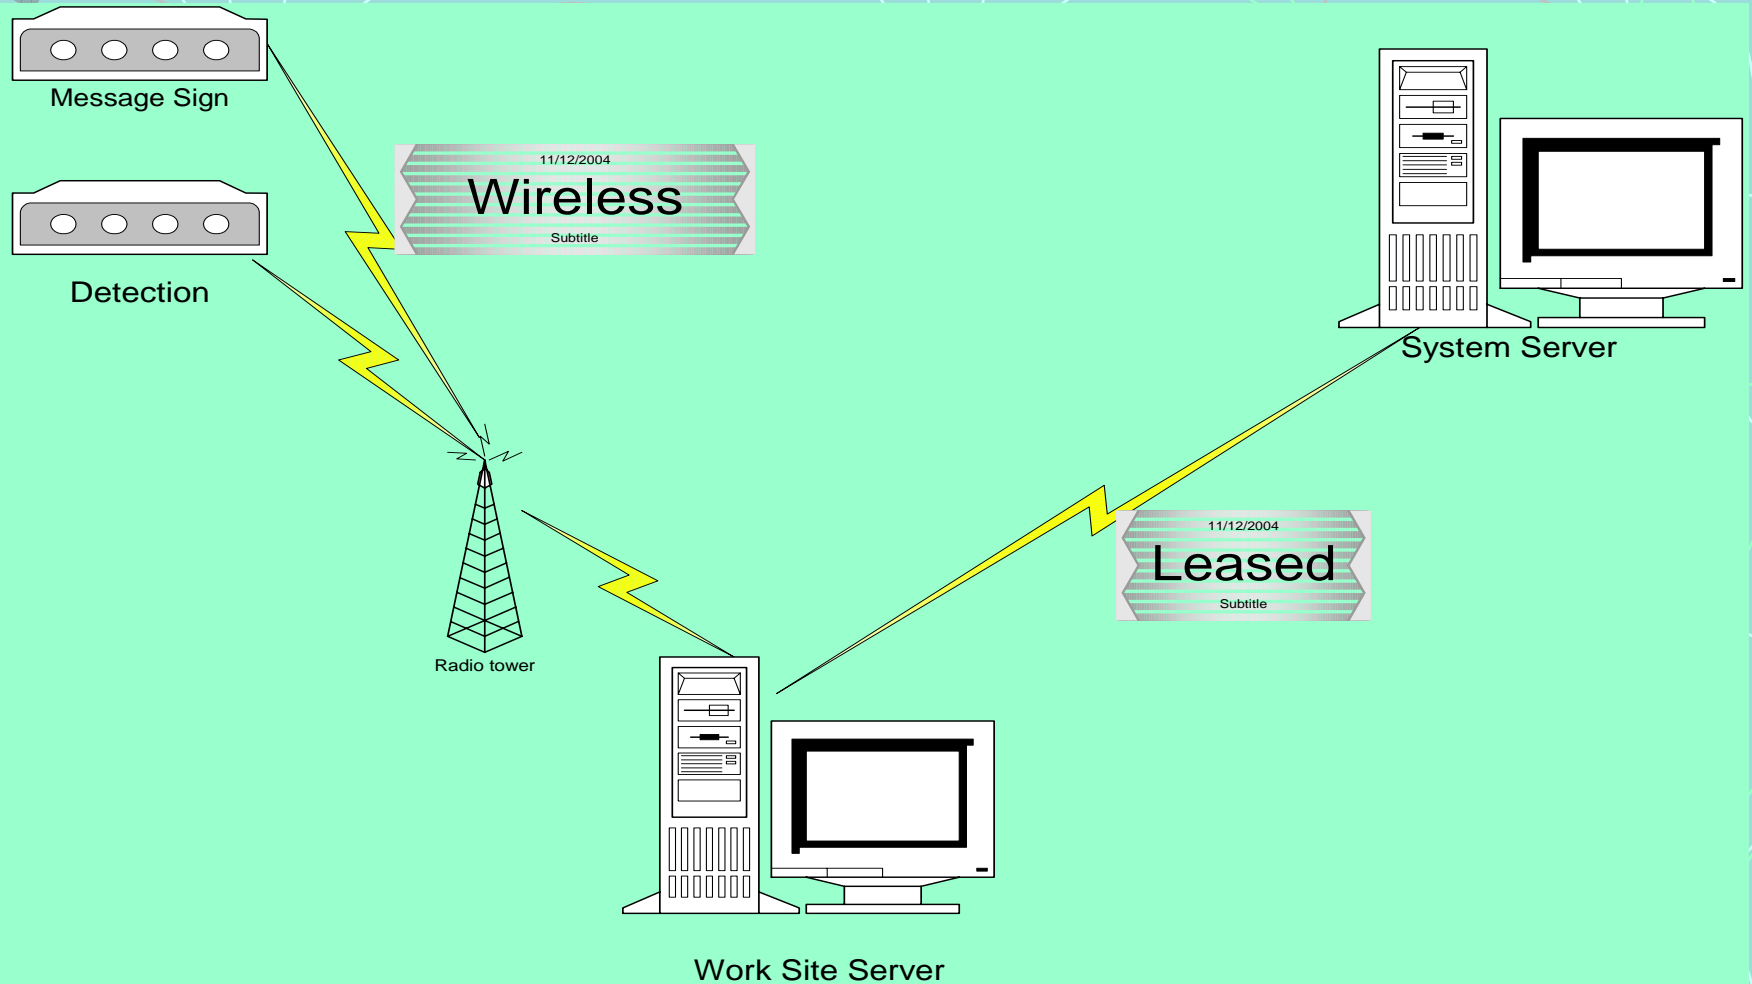 Message Sign
11/12/2004
Wireless
Subtitle
Detection
System Server
11/12/2004
Leased
Subtitle
Radio tower
Work Site Server